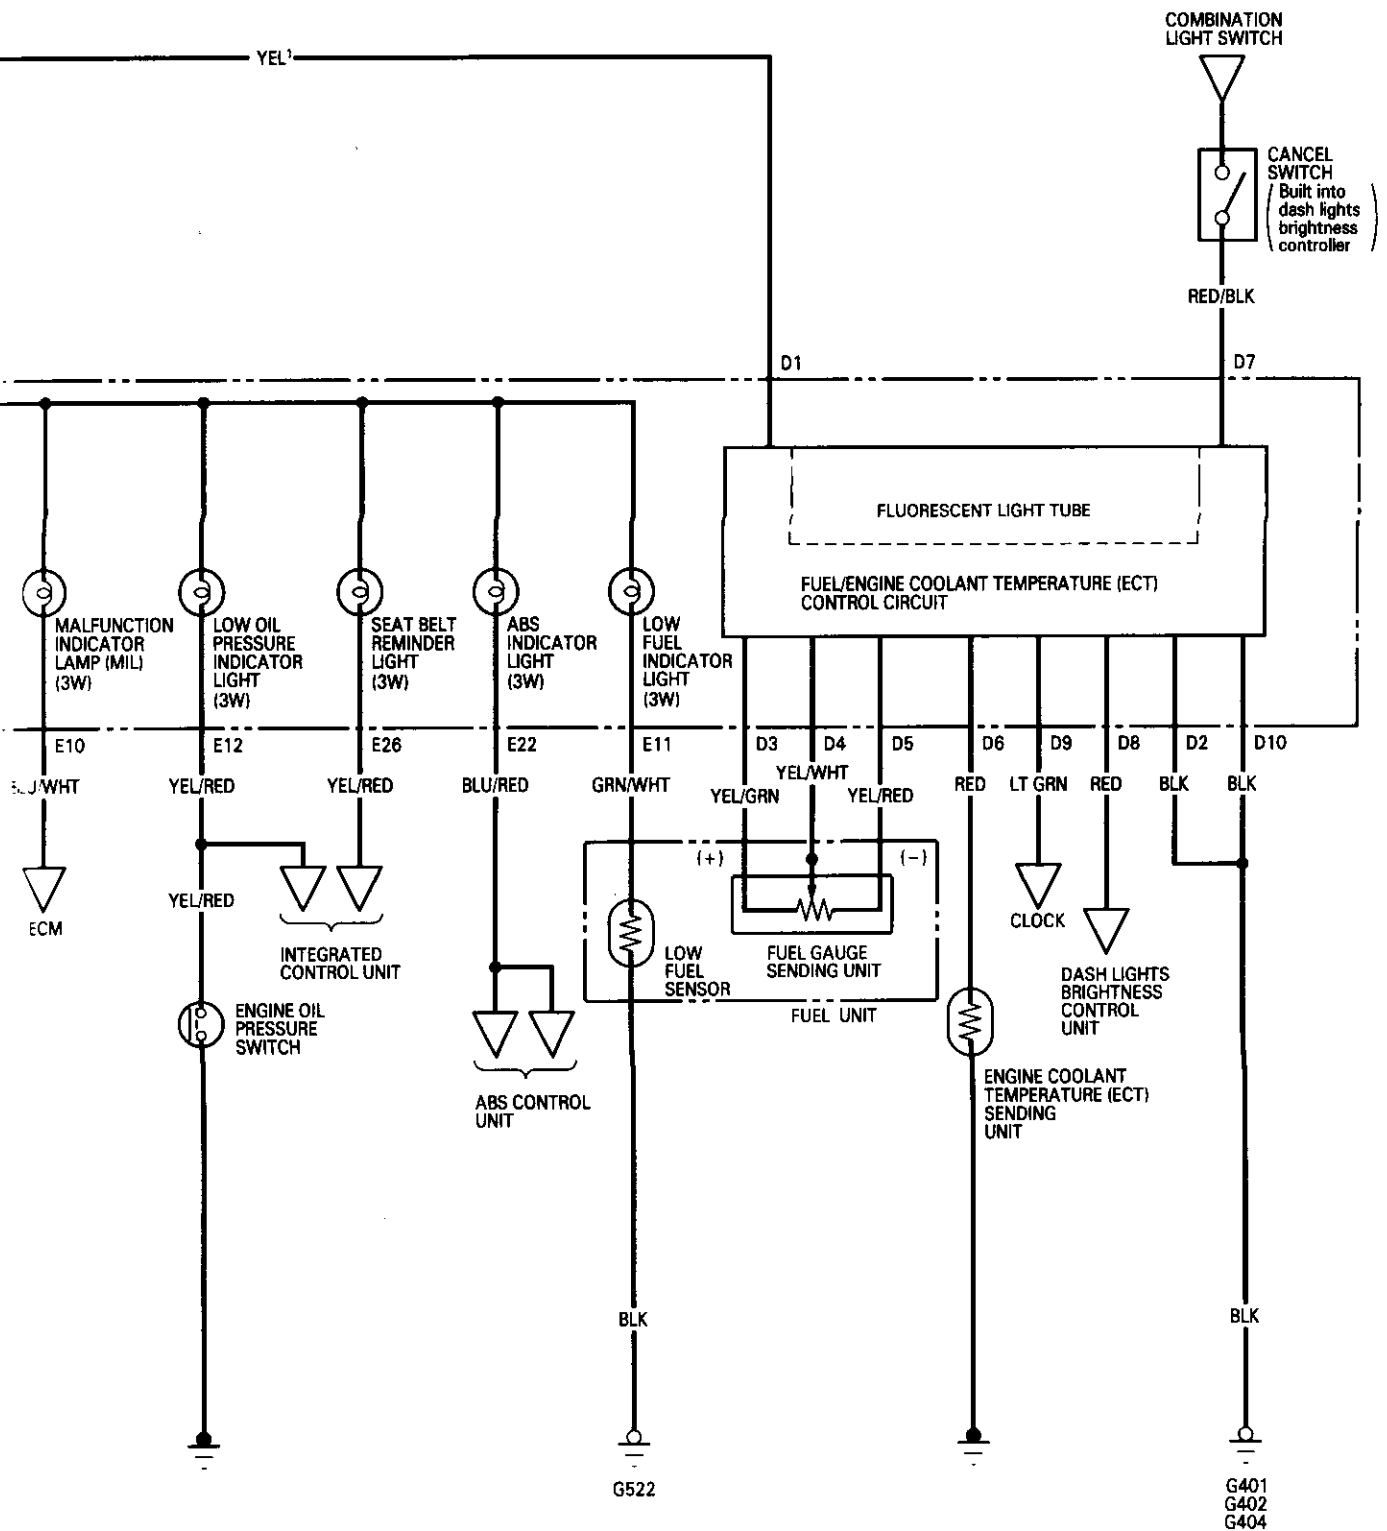 COMBINATION
LIGHT SWITCH
YEL¹
CANCEL
SWITCH
( Built into
dash lights
brightness
controller )
RED/BLK
D1
D7
FLUORESCENT LIGHT TUBE
FUEL/ENGINE COOLANT TEMPERATURE (ECT)
CONTROL CIRCUIT
MALFUNCTION
INDICATOR
LAMP (MIL)
(3W)
LOW OIL
PRESSURE
INDICATOR
LIGHT
(3W)
SEAT BELT
REMINDER
LIGHT
(3W)
ABS
INDICATOR
LIGHT
(3W)
LOW
FUEL
INDICATOR
LIGHT
(3W)
E10
E12
E26
E22
E11
D3
D4
D5
D6
D9
D8
D2
D10
/WHT
YEL/RED
YEL/RED
BLU/RED
GRN/WHT
YEL/GRN
YEL/WHT
YEL/RED
RED
LT GRN
RED
BLK
BLK
(+)
(−)
YEL/RED
ECM
INTEGRATED
CONTROL UNIT
LOW
FUEL
SENSOR
FUEL GAUGE
SENDING UNIT
CLOCK
DASH LIGHTS
BRIGHTNESS
CONTROL
UNIT
FUEL UNIT
ENGINE OIL
PRESSURE
SWITCH
ABS CONTROL
UNIT
ENGINE COOLANT
TEMPERATURE (ECT)
SENDING
UNIT
BLK
BLK
G522
G401
G402
G404